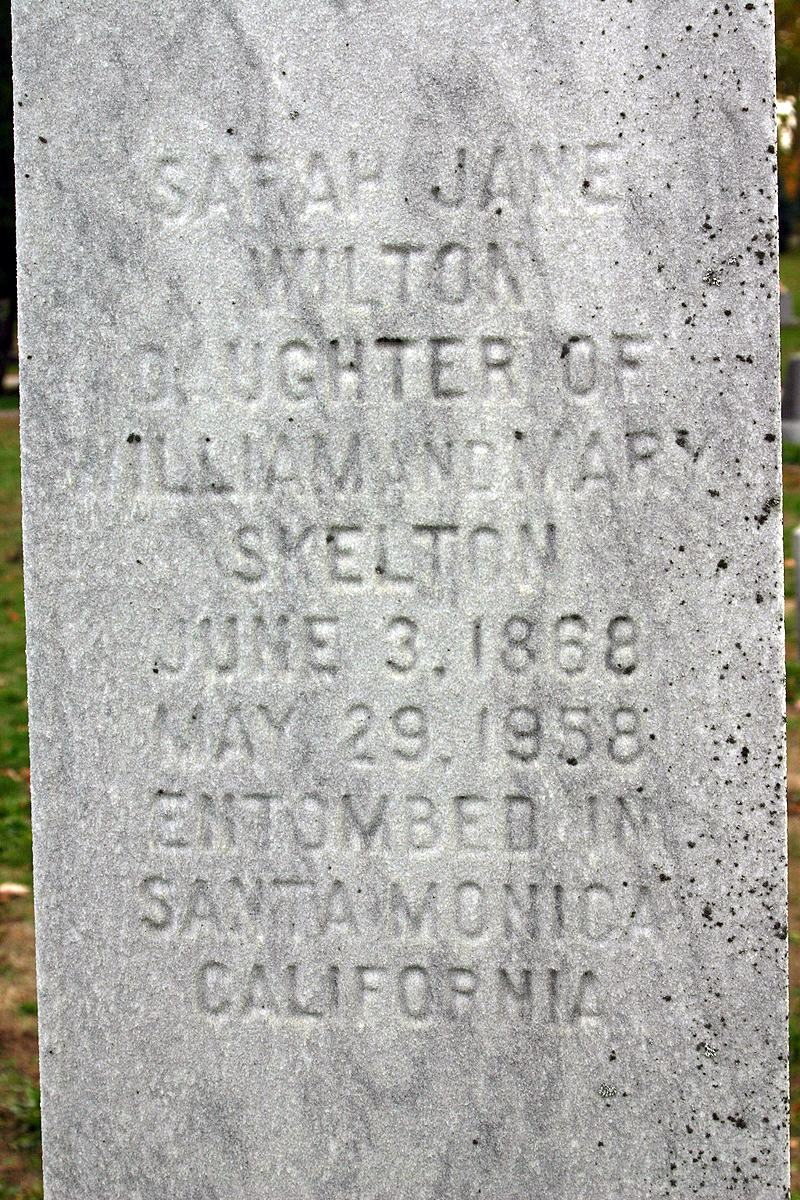 SARAH JANE
WILTON
DAUGHTER OF
WILLIAM AND MARY
SKELTON
JUNE 3, 1868
MAY 29, 1958
ENTOMBED IN
SANTA MONICA
CALIFORNIA